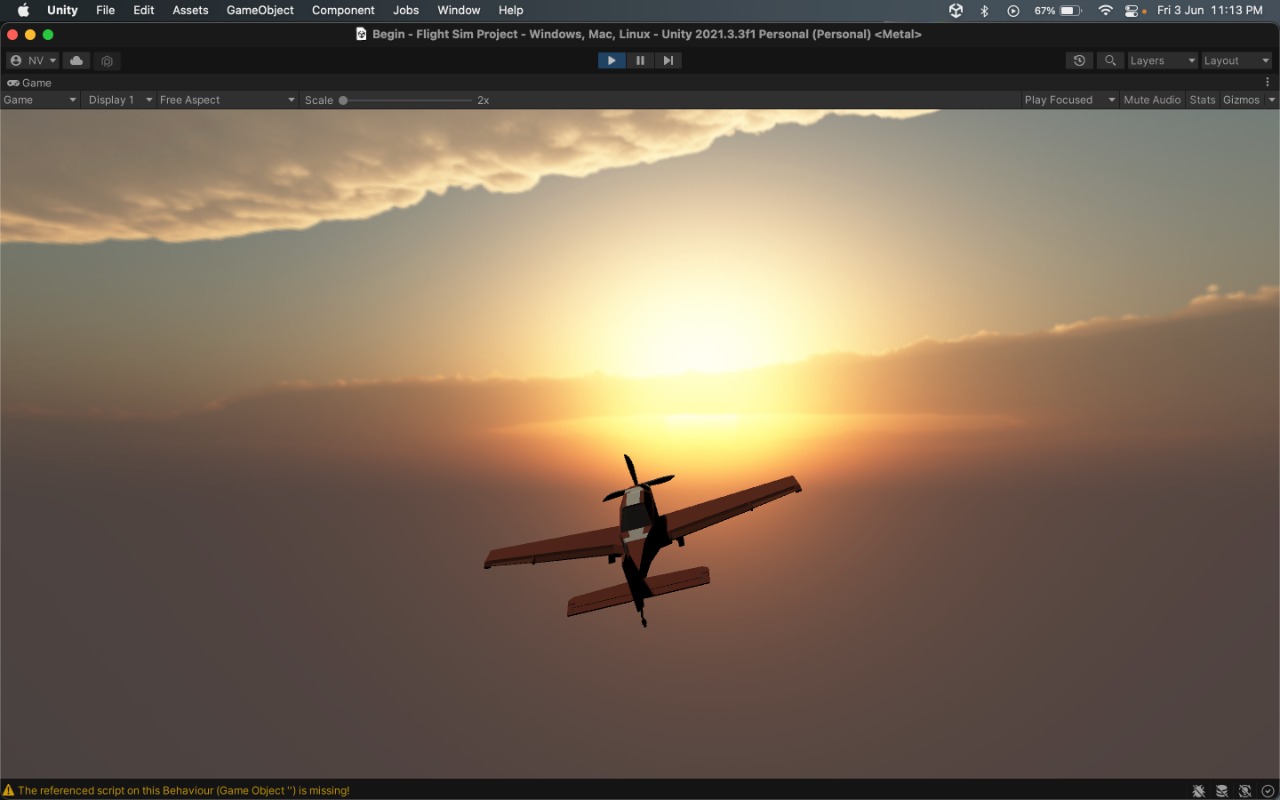 Unity File Edit Assets GameObject Component Jobs Window Help 67% Fri 3 Jun 11:13 PM
Begin - Flight Sim Project - Windows, Mac, Linux - Unity 2021.3.3f1 Personal (Personal) <Metal>
NV Layers Layout
Game
Game Display 1 Free Aspect Scale 2x Play Focused Mute Audio Stats Gizmos
The referenced script on this Behaviour (Game Object '') is missing!